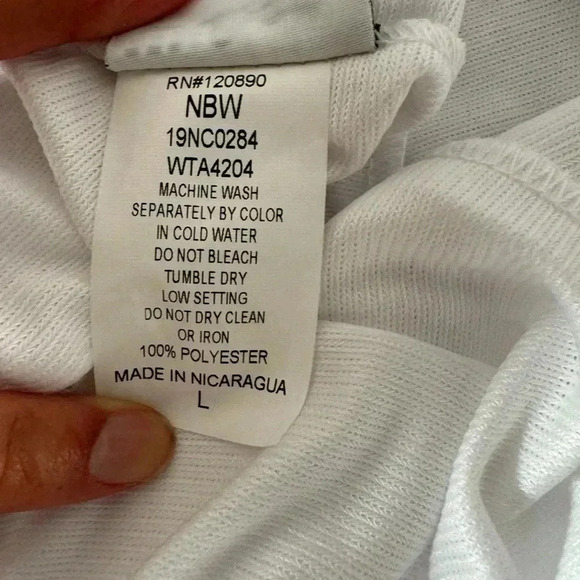 RN#120890
NBW
19NC0284
WTA4204
MACHINE WASH
SEPARATELY BY COLOR
IN COLD WATER
DO NOT BLEACH
TUMBLE DRY
LOW SETTING
DO NOT DRY CLEAN
OR IRON
100% POLYESTER
MADE IN NICARAGUA
L